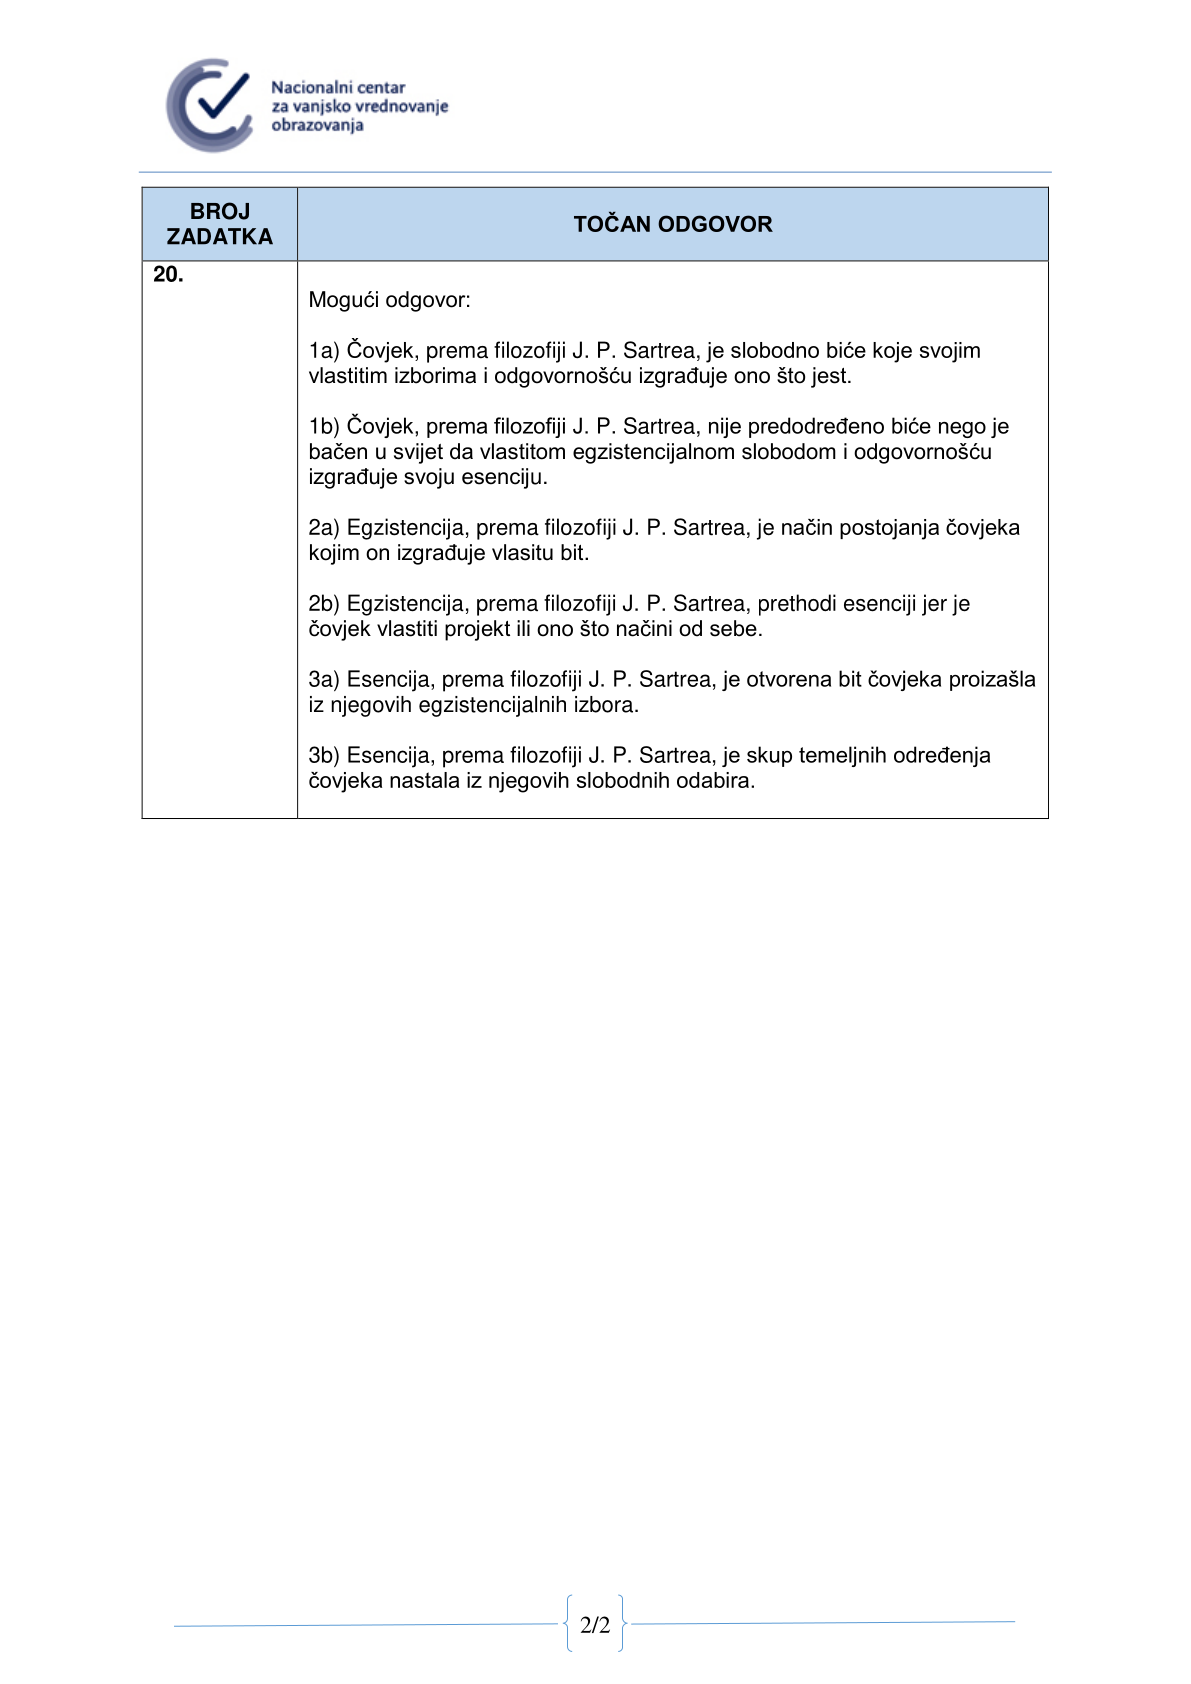 Nacionalni centar
za vanjsko vrednovanje
obrazovanja
BROJ
ZADATKA
TOČAN ODGOVOR
20.
Mogući odgovor:
1a) Čovjek, prema filozofiji J. P. Sartrea, je slobodno biće koje svojim
vlastitim izborima i odgovornošću izgrađuje ono što jest.
1b) Čovjek, prema filozofiji J. P. Sartrea, nije predodređeno biće nego je
bačen u svijet da vlastitom egzistencijalnom slobodom i odgovornošću
izgrađuje svoju esenciju.
2a) Egzistencija, prema filozofiji J. P. Sartrea, je način postojanja čovjeka
kojim on izgrađuje vlasitu bit.
2b) Egzistencija, prema filozofiji J. P. Sartrea, prethodi esenciji jer je
čovjek vlastiti projekt ili ono što načini od sebe.
3a) Esencija, prema filozofiji J. P. Sartrea, je otvorena bit čovjeka proizašla
iz njegovih egzistencijalnih izbora.
3b) Esencija, prema filozofiji J. P. Sartrea, je skup temeljnih određenja
čovjeka nastala iz njegovih slobodnih odabira.
2/2